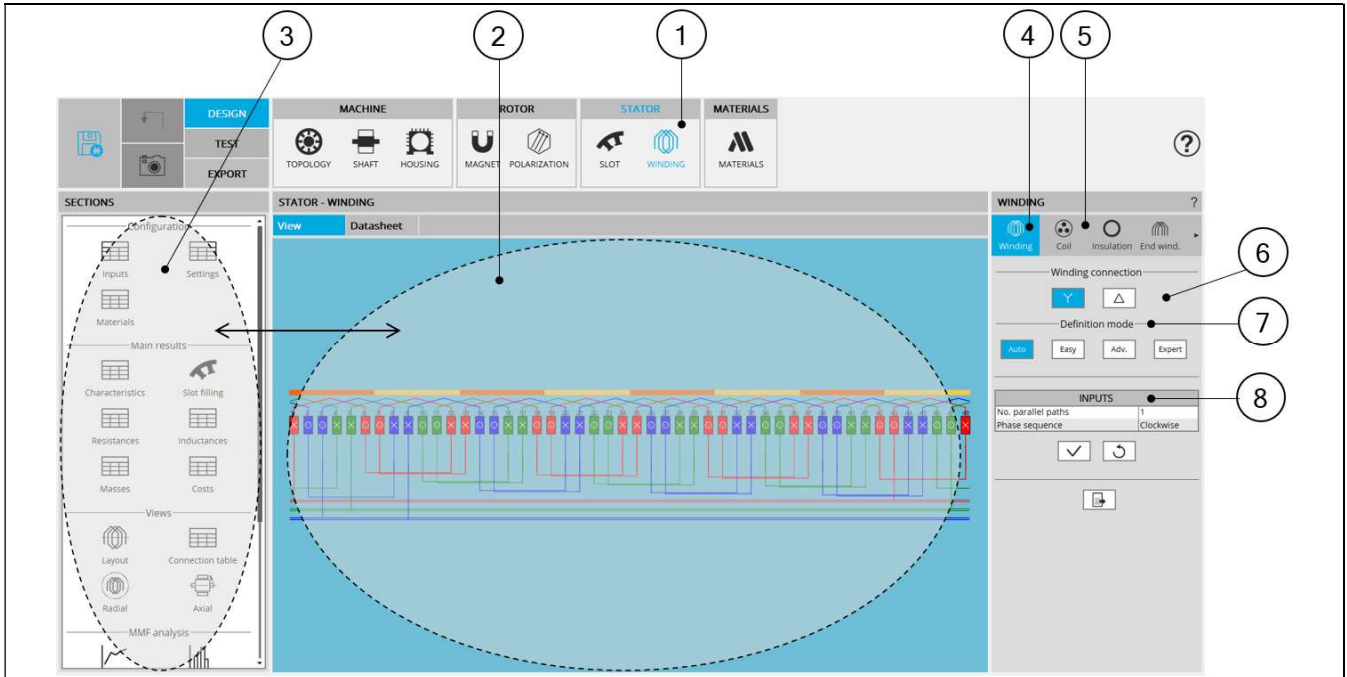 3
2
1
4
5
DESIGN
TEST
EXPORT
MACHINE
TOPOLOGY
SHAFT
HOUSING
ROTOR
MAGNET
POLARIZATION
STATOR
SLOT
WINDING
MATERIALS
MATERIALS
?
SECTIONS
Configuration
Inputs
Settings
Materials
Main results
Characteristics
Slot filling
Resistances
Inductances
Masses
Costs
Views
Layout
Connection table
Radial
Axial
MMF analysis
STATOR - WINDING
View
Datasheet
WINDING ?
Winding
Coil
Insulation
End wind.
Winding connection
6
Definition mode
7
Auto
Easy
Adv.
Expert
INPUTS
8
No. parallel paths 1
Phase sequence Clockwise